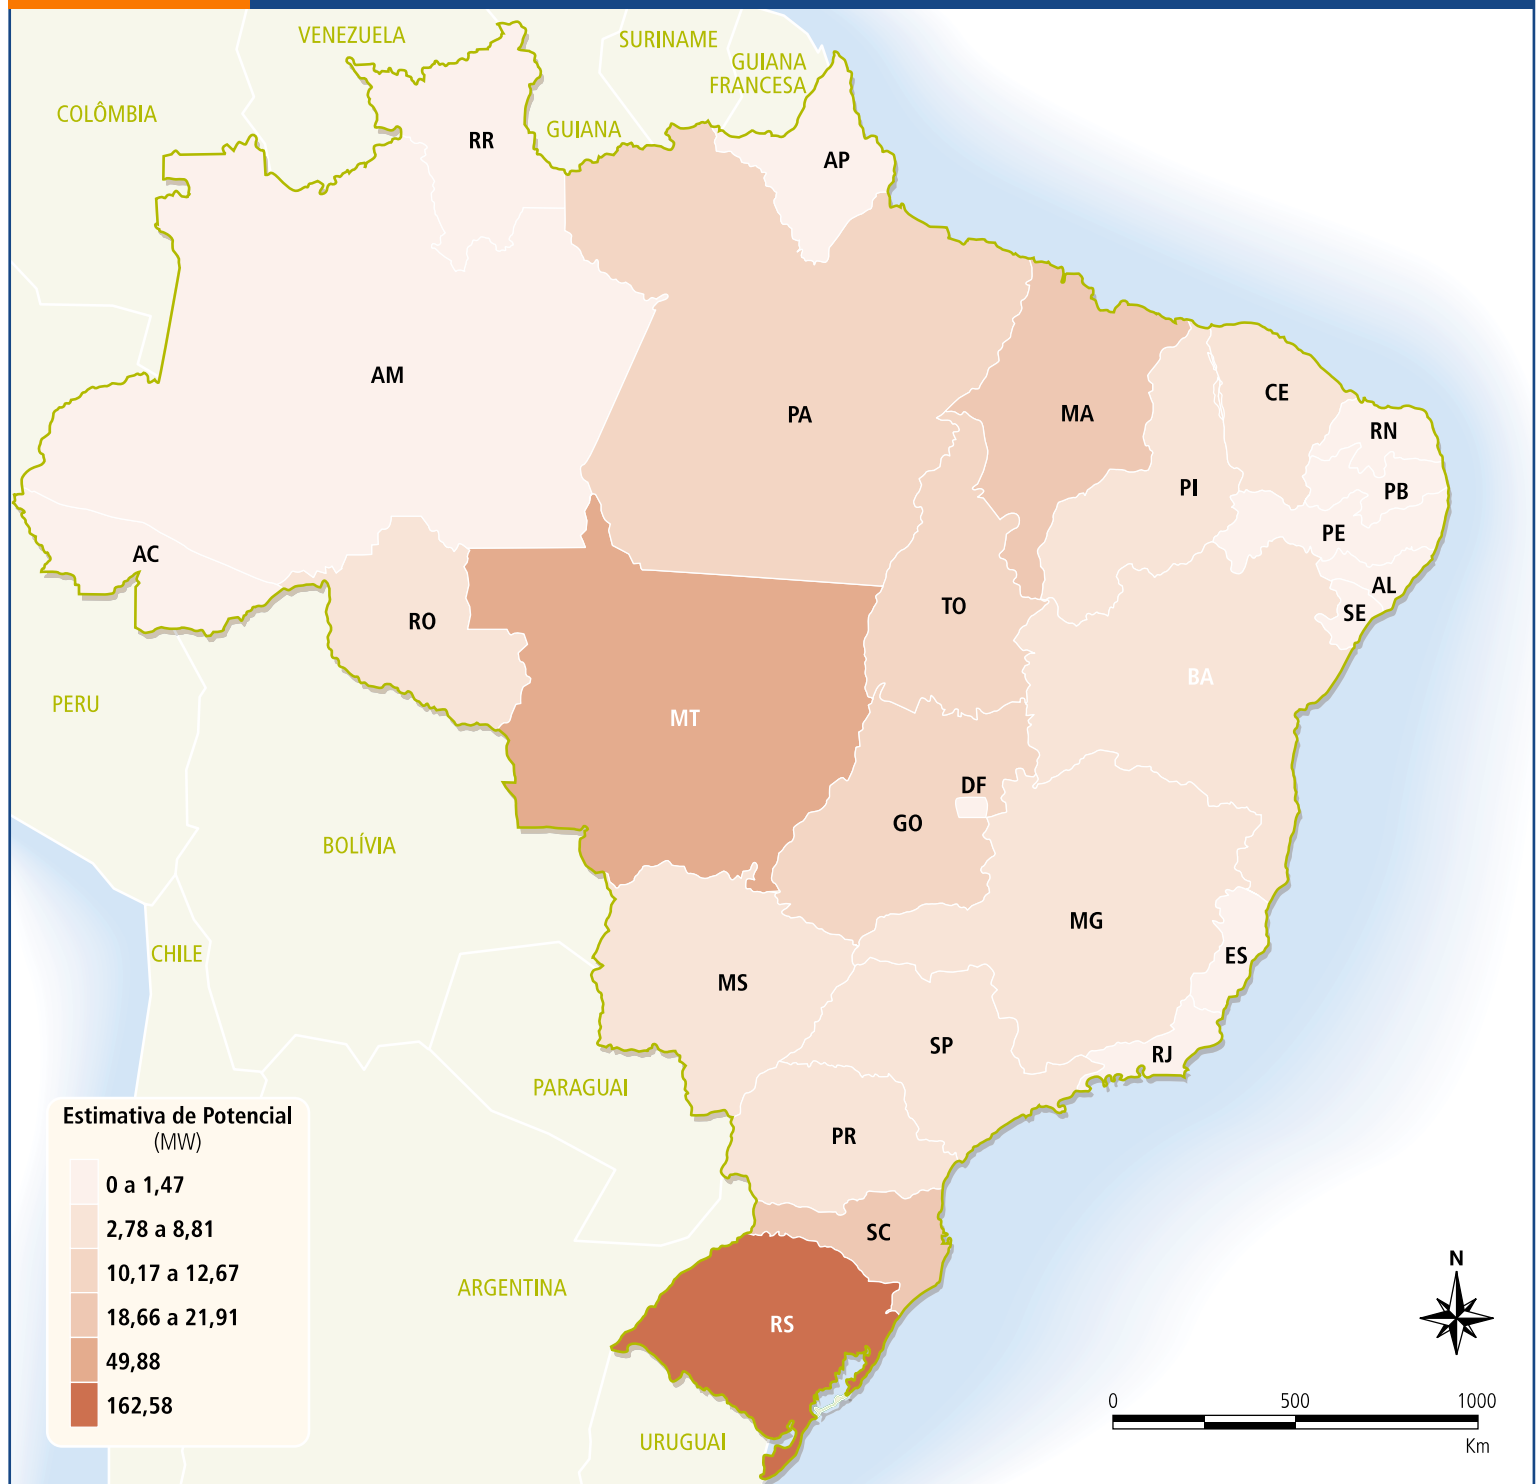 VENEZUELA
SURINAME
GUIANA
FRANCESA
COLÔMBIA
GUIANA
RR
AP
AM
PA
MA
CE
RN
PI
PB
PE
AC
AL
TO
SE
RO
BA
PERU
MT
DF
GO
BOLÍVIA
MG
ES
CHILE
MS
SP
RJ
PARAGUAI
PR
Estimativa de Potencial
(MW)
0 a 1,47
2,78 a 8,81
10,17 a 12,67
18,66 a 21,91
49,88
162,58
SC
ARGENTINA
RS
URUGUAI
N
0 500 1000
Km